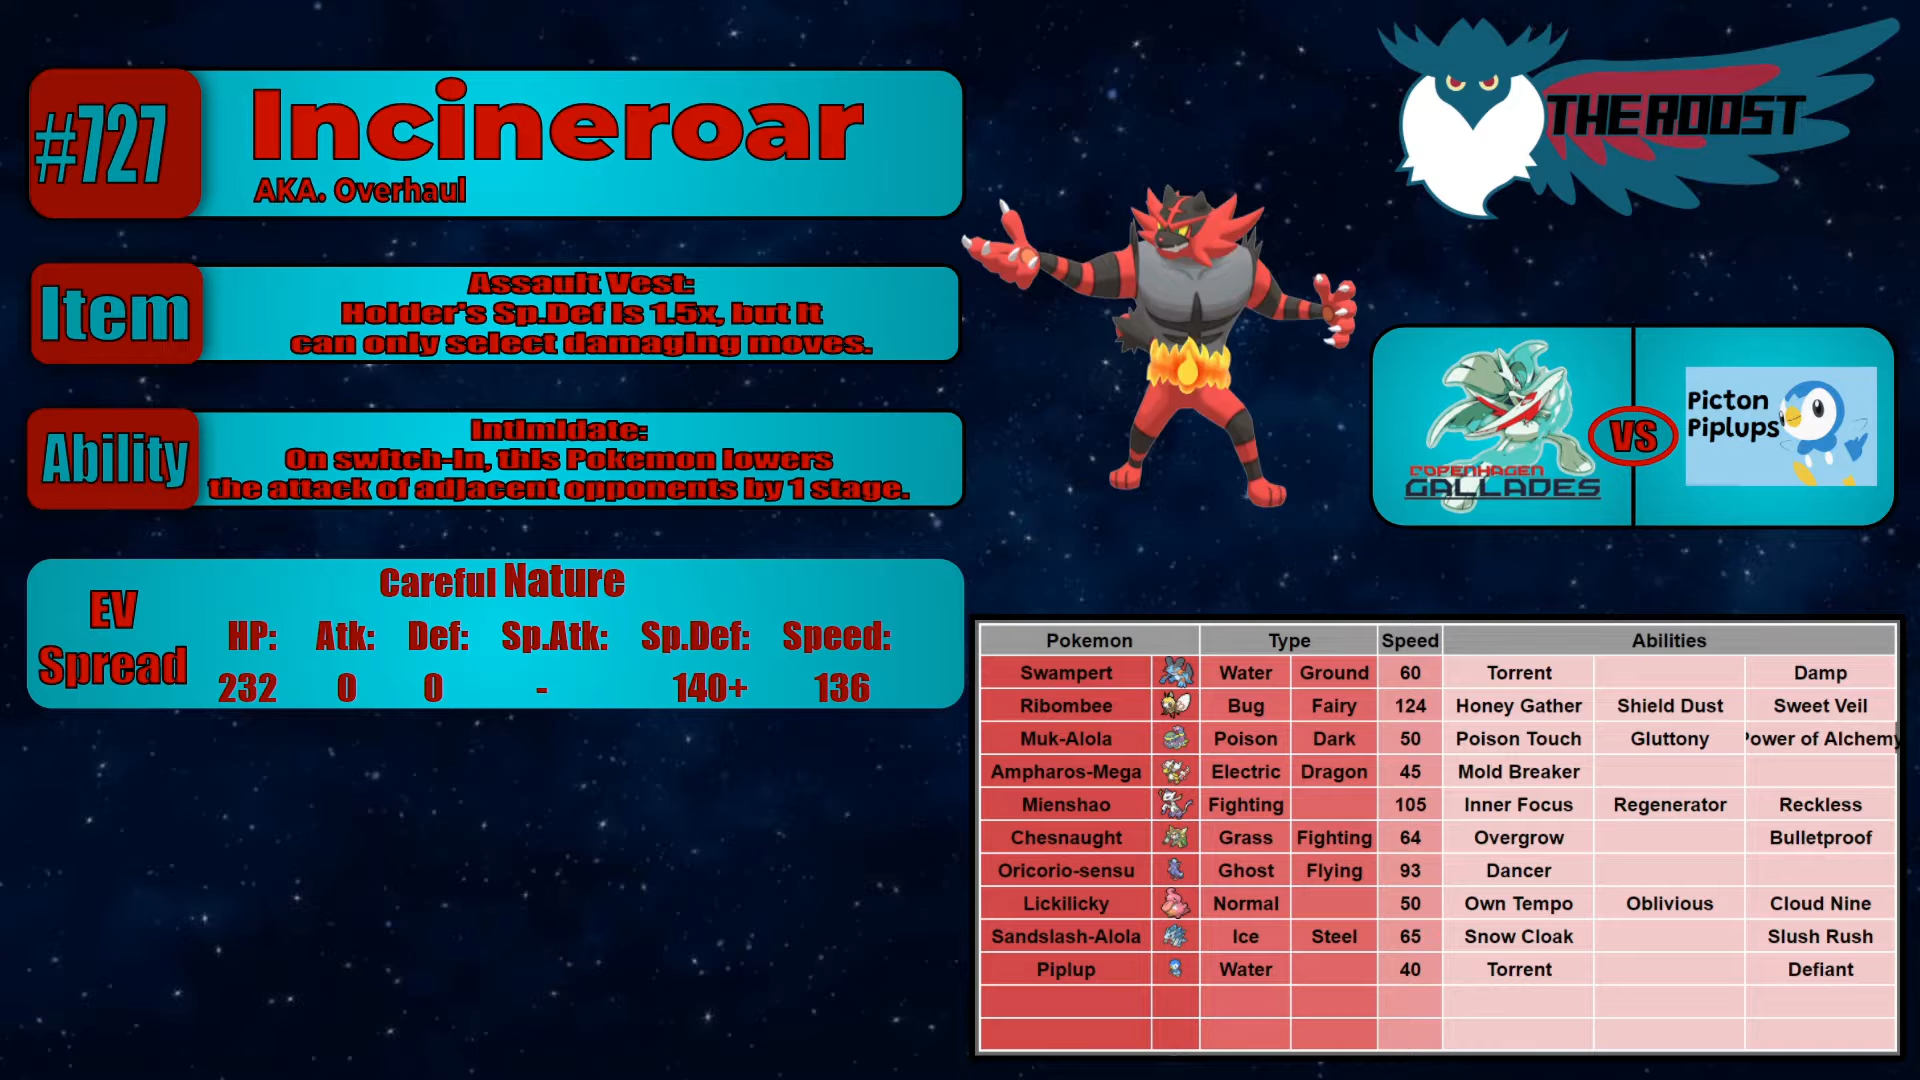 #727
Incineroar
AKA. Overhaul
THE ROOST
Item
Assault Vest:
Holder's Sp.Def is 1.5x, but it
can only select damaging moves.
Ability
Intimidate:
On switch-in, this Pokemon lowers
the attack of adjacent opponents by 1 stage.
COPENHAGEN
GALLADES
VS
Picton
Piplups
EV
Spread
Careful Nature
HP: Atk: Def: Sp.Atk: Sp.Def: Speed:
232 0 0 - 140+ 136
Pokemon Type Speed Abilities
Swampert Water Ground 60 Torrent Damp
Ribombee Bug Fairy 124 Honey Gather Shield Dust Sweet Veil
Muk-Alola Poison Dark 50 Poison Touch Gluttony Power of Alchemy
Ampharos-Mega Electric Dragon 45 Mold Breaker
Mienshao Fighting 105 Inner Focus Regenerator Reckless
Chesnaught Grass Fighting 64 Overgrow Bulletproof
Oricorio-sensu Ghost Flying 93 Dancer
Lickilicky Normal 50 Own Tempo Oblivious Cloud Nine
Sandslash-Alola Ice Steel 65 Snow Cloak Slush Rush
Piplup Water 40 Torrent Defiant